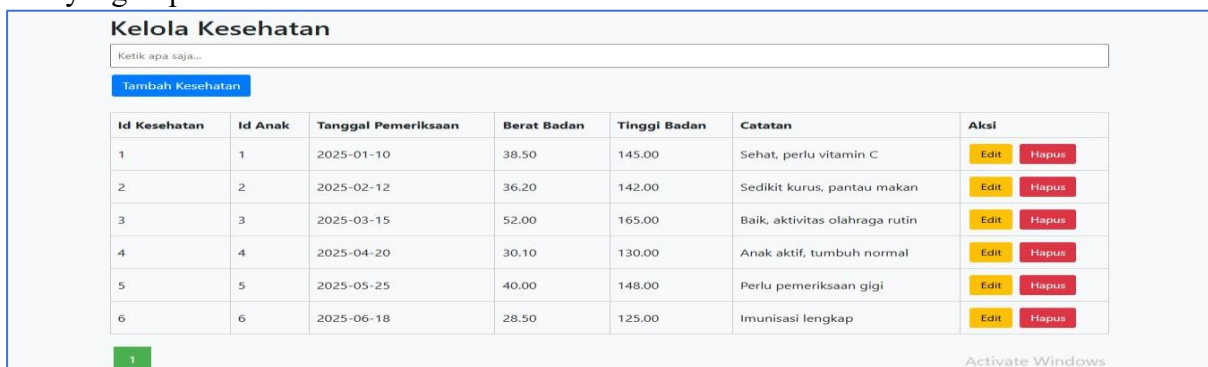 Kelola Kesehatan
Ketik apa saja...
Tambah Kesehatan
Id Kesehatan Id Anak Tanggal Pemeriksaan Berat Badan Tinggi Badan Catatan Aksi
1 1 2025-01-10 38.50 145.00 Sehat, perlu vitamin C Edit Hapus
2 2 2025-02-12 36.20 142.00 Sedikit kurus, pantau makan Edit Hapus
3 3 2025-03-15 52.00 165.00 Baik, aktivitas olahraga rutin Edit Hapus
4 4 2025-04-20 30.10 130.00 Anak aktif, tumbuh normal Edit Hapus
5 5 2025-05-25 40.00 148.00 Perlu pemeriksaan gigi Edit Hapus
6 6 2025-06-18 28.50 125.00 Imunisasi lengkap Edit Hapus
1
Activate Windows